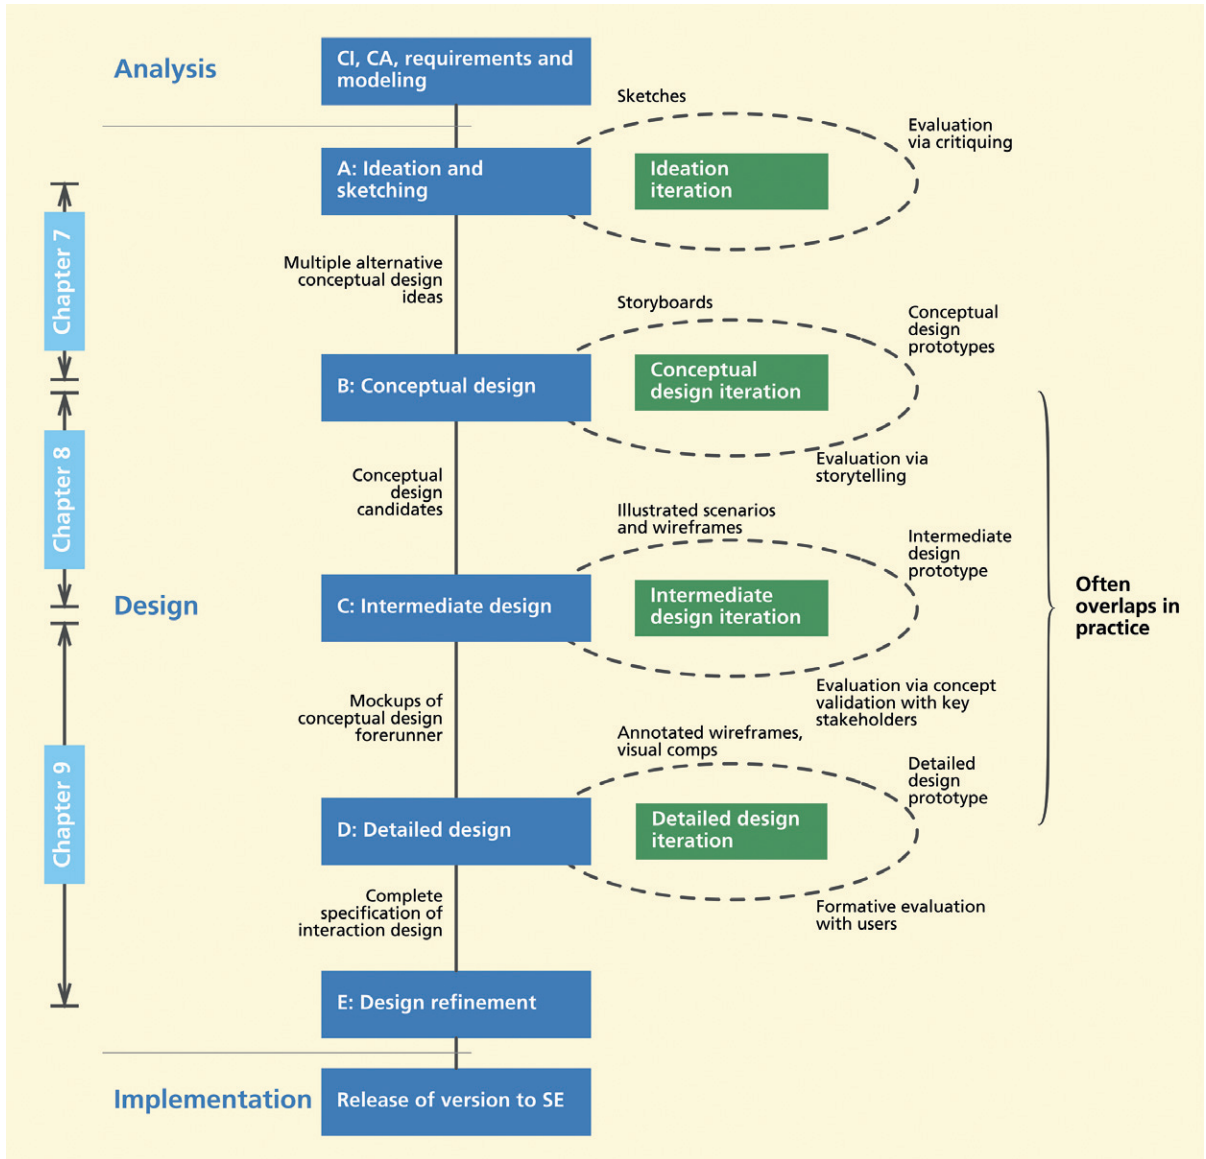 Analysis
CI, CA, requirements and
modeling
Sketches
Evaluation
via critiquing
A: Ideation and
sketching
Ideation
iteration
Chapter 7
Multiple alternative
conceptual design
ideas
Storyboards
Conceptual
design
prototypes
B: Conceptual design
Conceptual
design iteration
Evaluation via
storytelling
Chapter 8
Conceptual
design
candidates
Illustrated scenarios
and wireframes
Intermediate
design
prototype
Design
C: Intermediate design
Intermediate
design iteration
Often
overlaps in
practice
Evaluation via concept
validation with key
stakeholders
Mockups of
conceptual design
forerunner
Annotated wireframes,
visual comps
Detailed
design
prototype
Chapter 9
D: Detailed design
Detailed design
iteration
Formative evaluation
with users
Complete
specification of
interaction design
E: Design refinement
Implementation
Release of version to SE